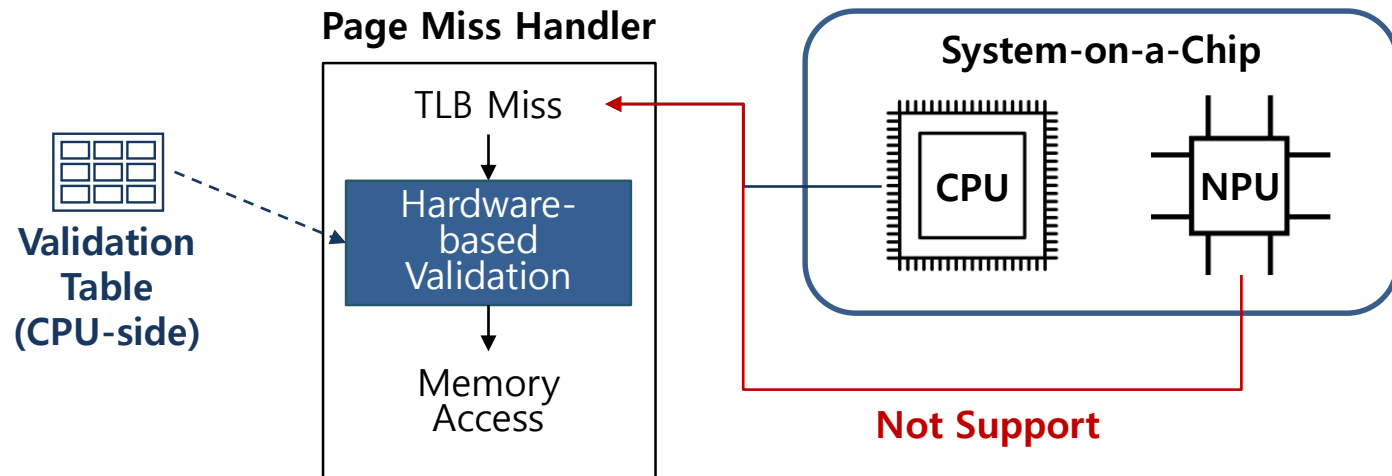 Page Miss Handler
TLB Miss
Hardware-
based
Validation
Memory
Access
Validation
Table
(CPU-side)
System-on-a-Chip
CPU
NPU
Not Support